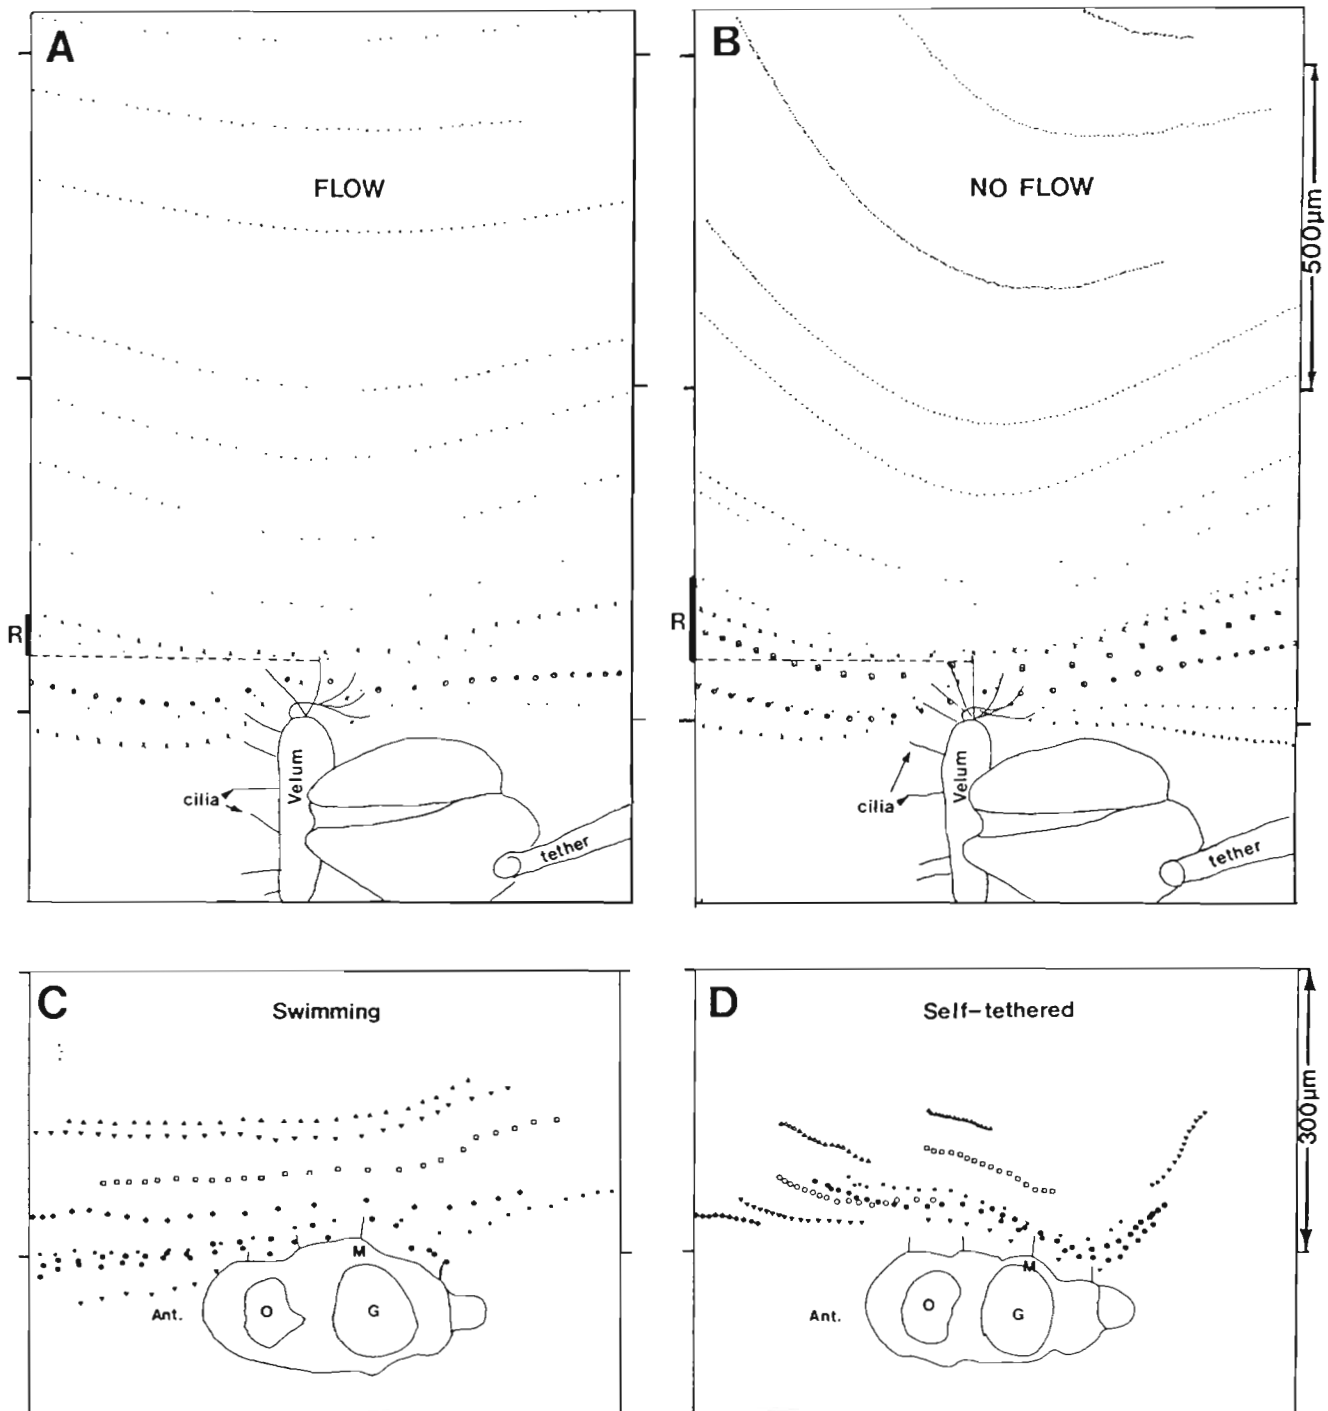 A
FLOW
R
Velum
cilia
tether
B
NO FLOW
500µm
R
Velum
cilia
tether
C
Swimming
M
Ant.
O
G
D
Self-tethered
300µm
M
Ant.
O
G